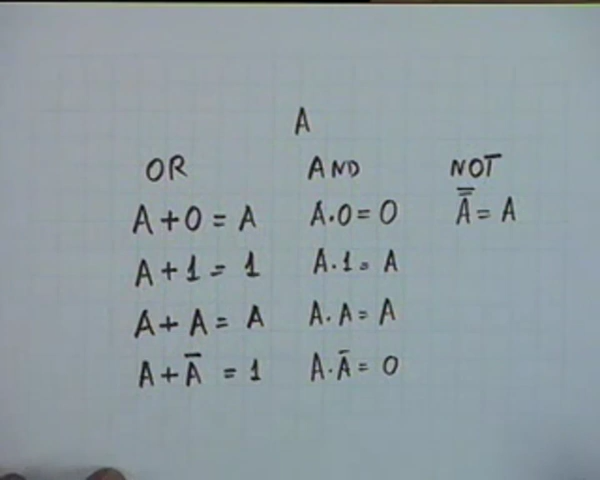 A
OR AND NOT
A+0=A A·0=0 A̿=A
A+1=1 A·1=A
A+A=A A·A=A
A+Ā=1 A·Ā=0